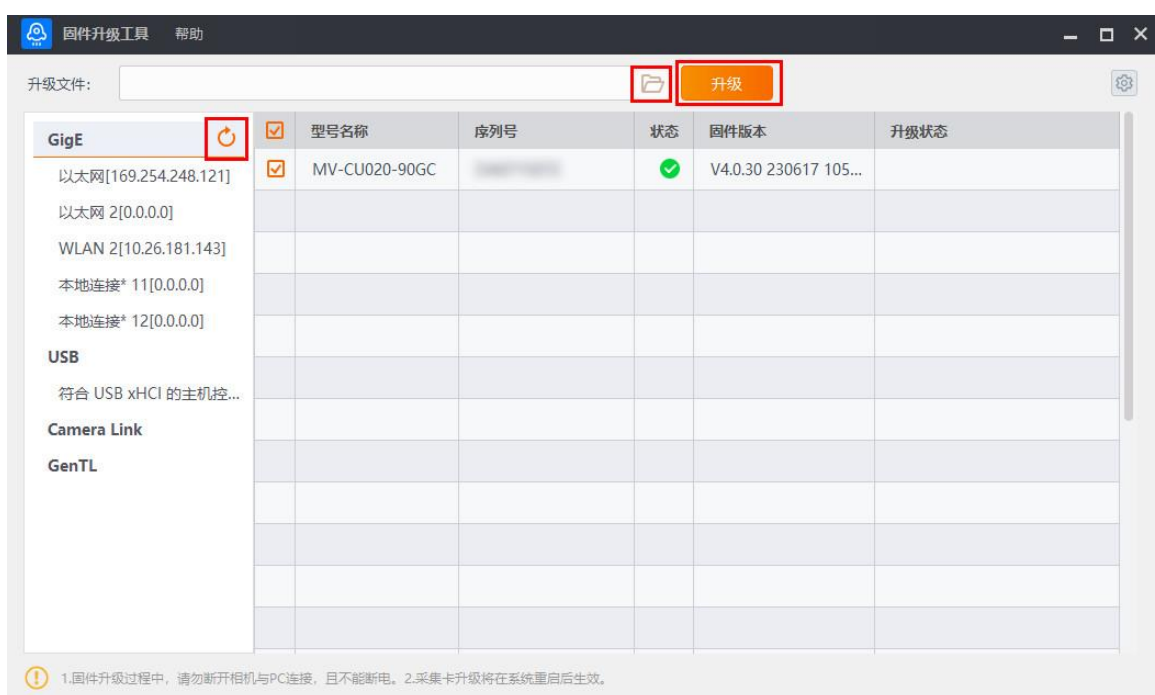 固件升级工具 帮助
升级文件: 升级
GigE
以太网[169.254.248.121]
以太网 2[0.0.0.0]
WLAN 2[10.26.181.143]
本地连接* 11[0.0.0.0]
本地连接* 12[0.0.0.0]
USB
符合 USB xHCI 的主机控...
Camera Link
GenTL
型号名称 序列号 状态 固件版本 升级状态
MV-CU020-90GC V4.0.30 230617 105...
1.固件升级过程中，请勿断开相机与PC连接，且不能断电。2.采集卡升级将在系统重启后生效。